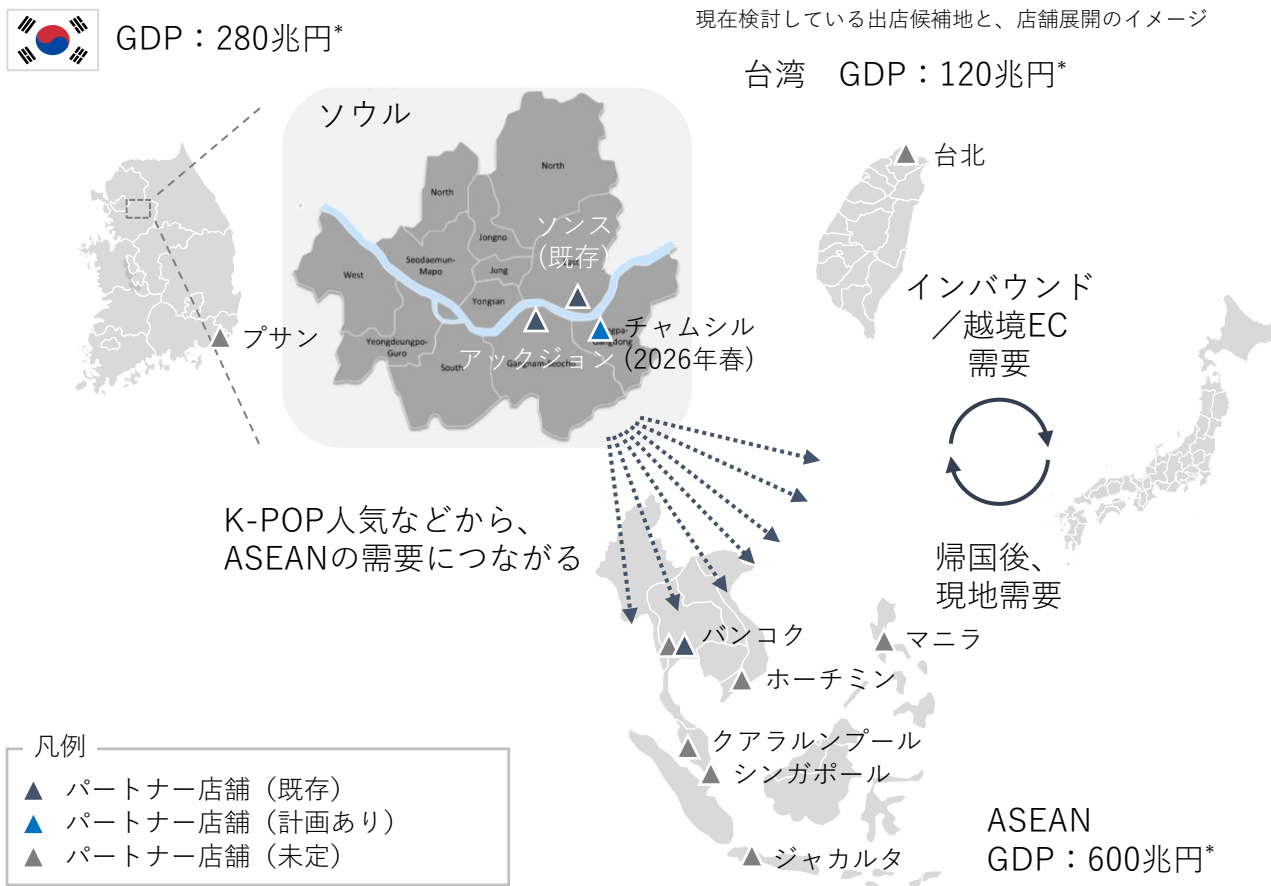 GDP：280兆円*
現在検討している出店候補地と、店舗展開のイメージ
台湾　GDP：120兆円*
ソウル
台北
North
North
ソンス
(既存)
Jongno
Seodaemun-
Mapo
Jung
West
Yongsan
インバウンド
／越境EC
需要
プサン
チャムシル
(2026年春)
アックジョン
Yeongdeungpo-
Guro
South
Gangnam-Seocho
K-POP人気などから、
ASEANの需要につながる
帰国後、
現地需要
バンコク
マニラ
ホーチミン
クアラルンプール
シンガポール
ジャカルタ
凡例
パートナー店舗（既存）
パートナー店舗（計画あり）
パートナー店舗（未定）
ASEAN
GDP：600兆円*